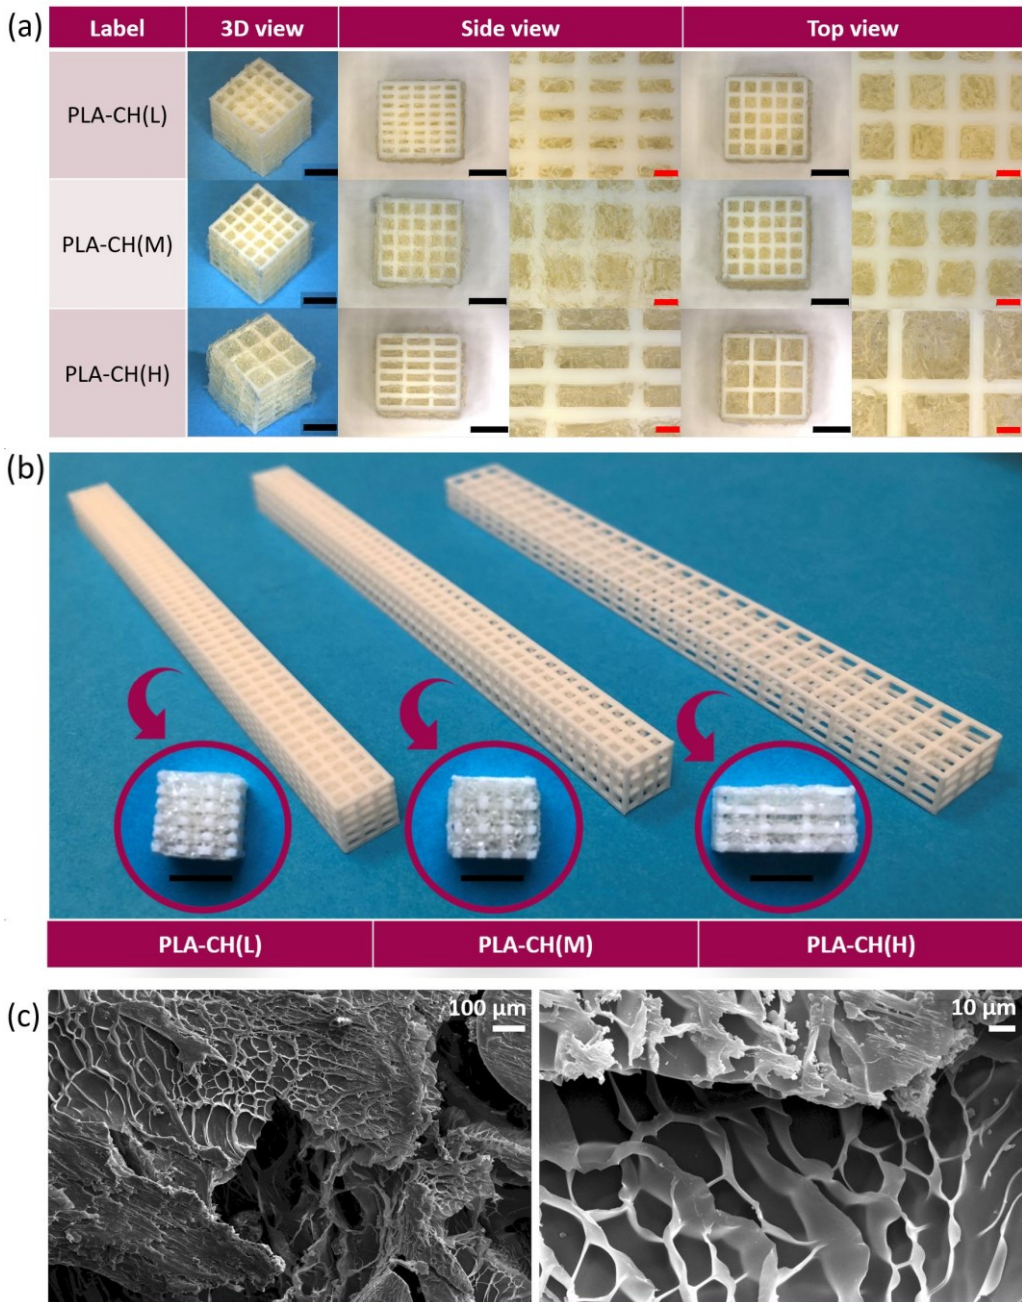 (a)
Label 3D view Side view Top view
PLA-CH(L)
PLA-CH(M)
PLA-CH(H)
(b)
PLA-CH(L) PLA-CH(M) PLA-CH(H)
(c)
100 µm 10 µm